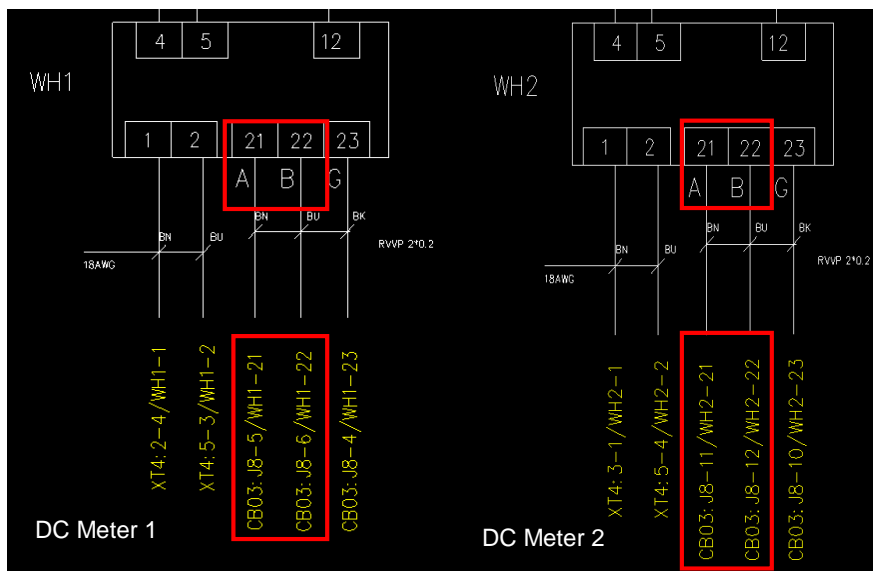 4 5 12
WH1
1 2 21 22 23
A B G
BN BU BK
BN BU
RVVP 2*0.2
18AWG
XT4:2-4/WH1-1
XT4:5-3/WH1-2
CB03:J8-5/WH1-21
CB03:J8-6/WH1-22
CB03:J8-4/WH1-23
DC Meter 1
4 5 12
WH2
1 2 21 22 23
A B G
BN BU BK
BN BU
RVVP 2*0.2
18AWG
XT4:3-1/WH2-1
XT4:5-4/WH2-2
CB03:J8-11/WH2-21
CB03:J8-12/WH2-22
CB03:J8-10/WH2-23
DC Meter 2